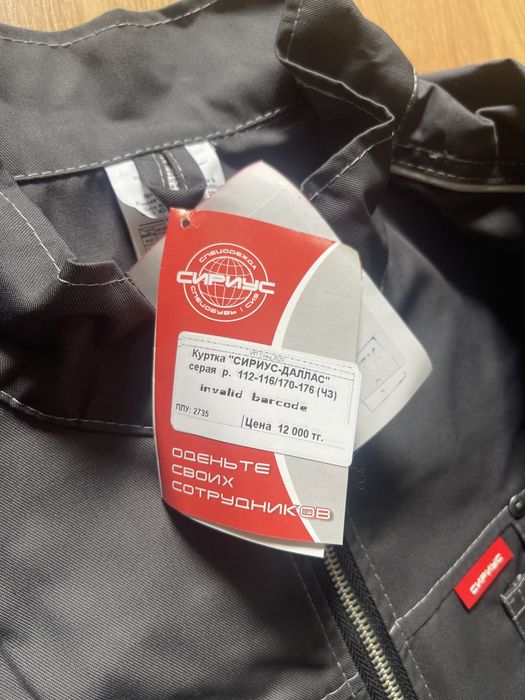 СПЕЦОДЕЖДА
СИРИУС
СПЕЦОБУВЬ / СИЗ
Куртка "СИРИУС-ДАЛЛАС"
серая р. 112-116/170-176 (ЧЗ)
invalid barcode
ПЛУ: 2735
Цена 12 000 тг.
ОДЕНЬТЕ
СВОИХ
СОТРУДНИКОВ
СИРИУС